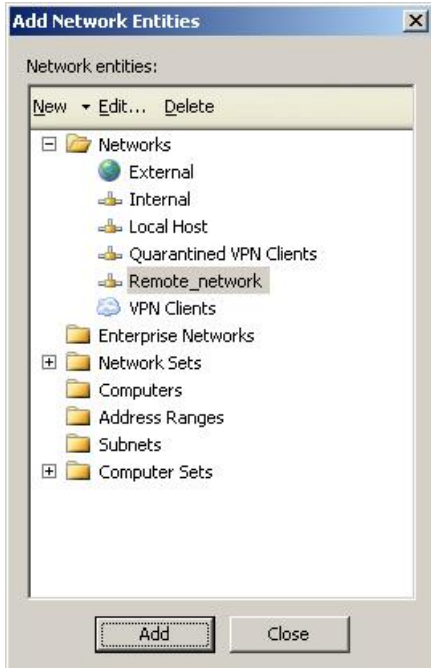 Add Network Entities
Network entities:
New Edit... Delete
Networks
External
Internal
Local Host
Quarantined VPN Clients
Remote_network
VPN Clients
Enterprise Networks
Network Sets
Computers
Address Ranges
Subnets
Computer Sets
Add Close